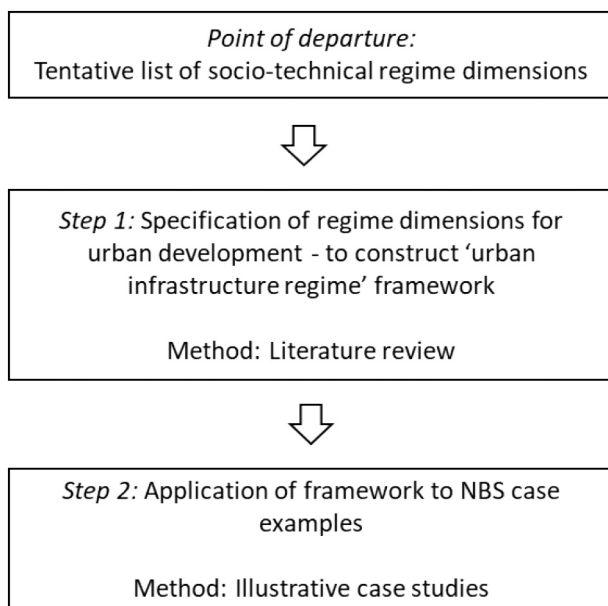 Point of departure:
Tentative list of socio-technical regime dimensions
Step 1: Specification of regime dimensions for
urban development - to construct ‘urban
infrastructure regime’ framework
Method: Literature review
Step 2: Application of framework to NBS case
examples
Method: Illustrative case studies